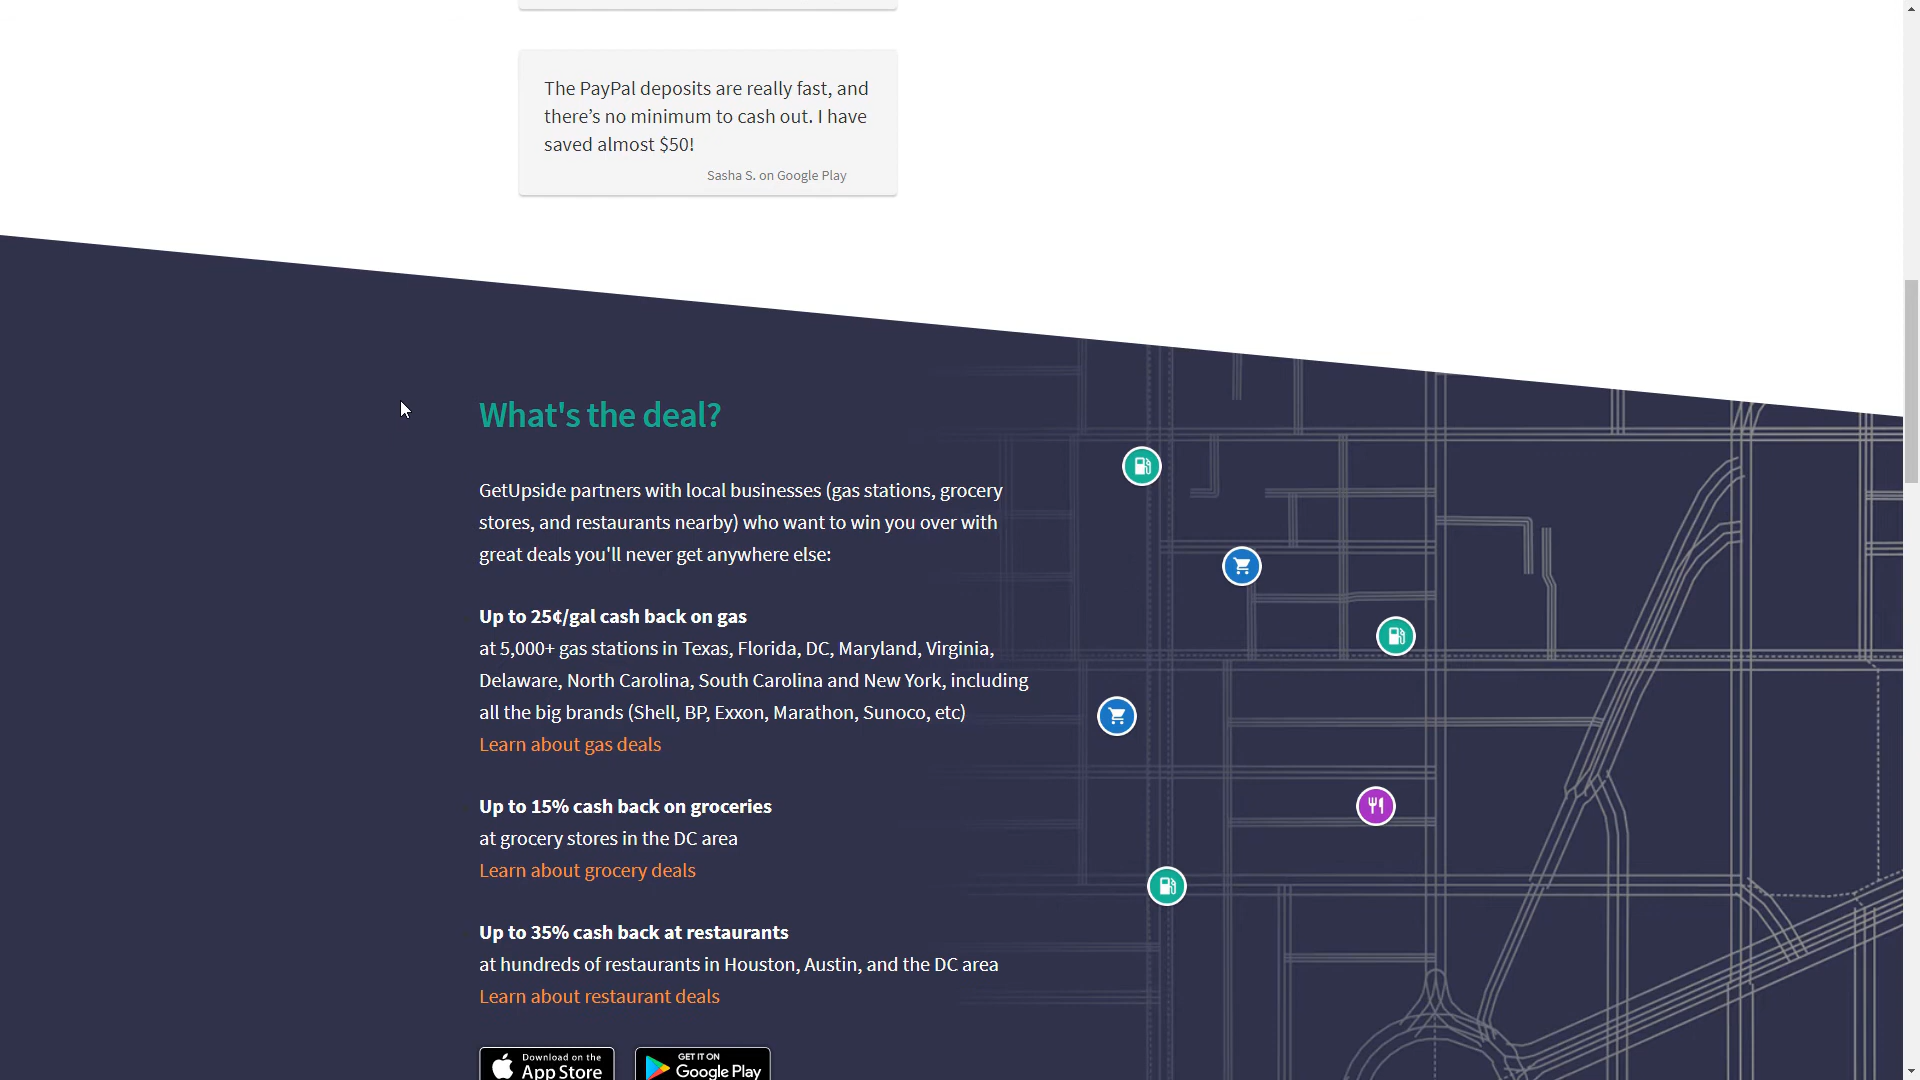 The PayPal deposits are really fast, and
there’s no minimum to cash out. I have
saved almost $50!
Sasha S. on Google Play
What's the deal?
GetUpside partners with local businesses (gas stations, grocery
stores, and restaurants nearby) who want to win you over with
great deals you'll never get anywhere else:
Up to 25¢/gal cash back on gas
at 5,000+ gas stations in Texas, Florida, DC, Maryland, Virginia,
Delaware, North Carolina, South Carolina and New York, including
all the big brands (Shell, BP, Exxon, Marathon, Sunoco, etc)
Learn about gas deals
Up to 15% cash back on groceries
at grocery stores in the DC area
Learn about grocery deals
Up to 35% cash back at restaurants
at hundreds of restaurants in Houston, Austin, and the DC area
Learn about restaurant deals
Download on the
App Store
GET IT ON
Google Play